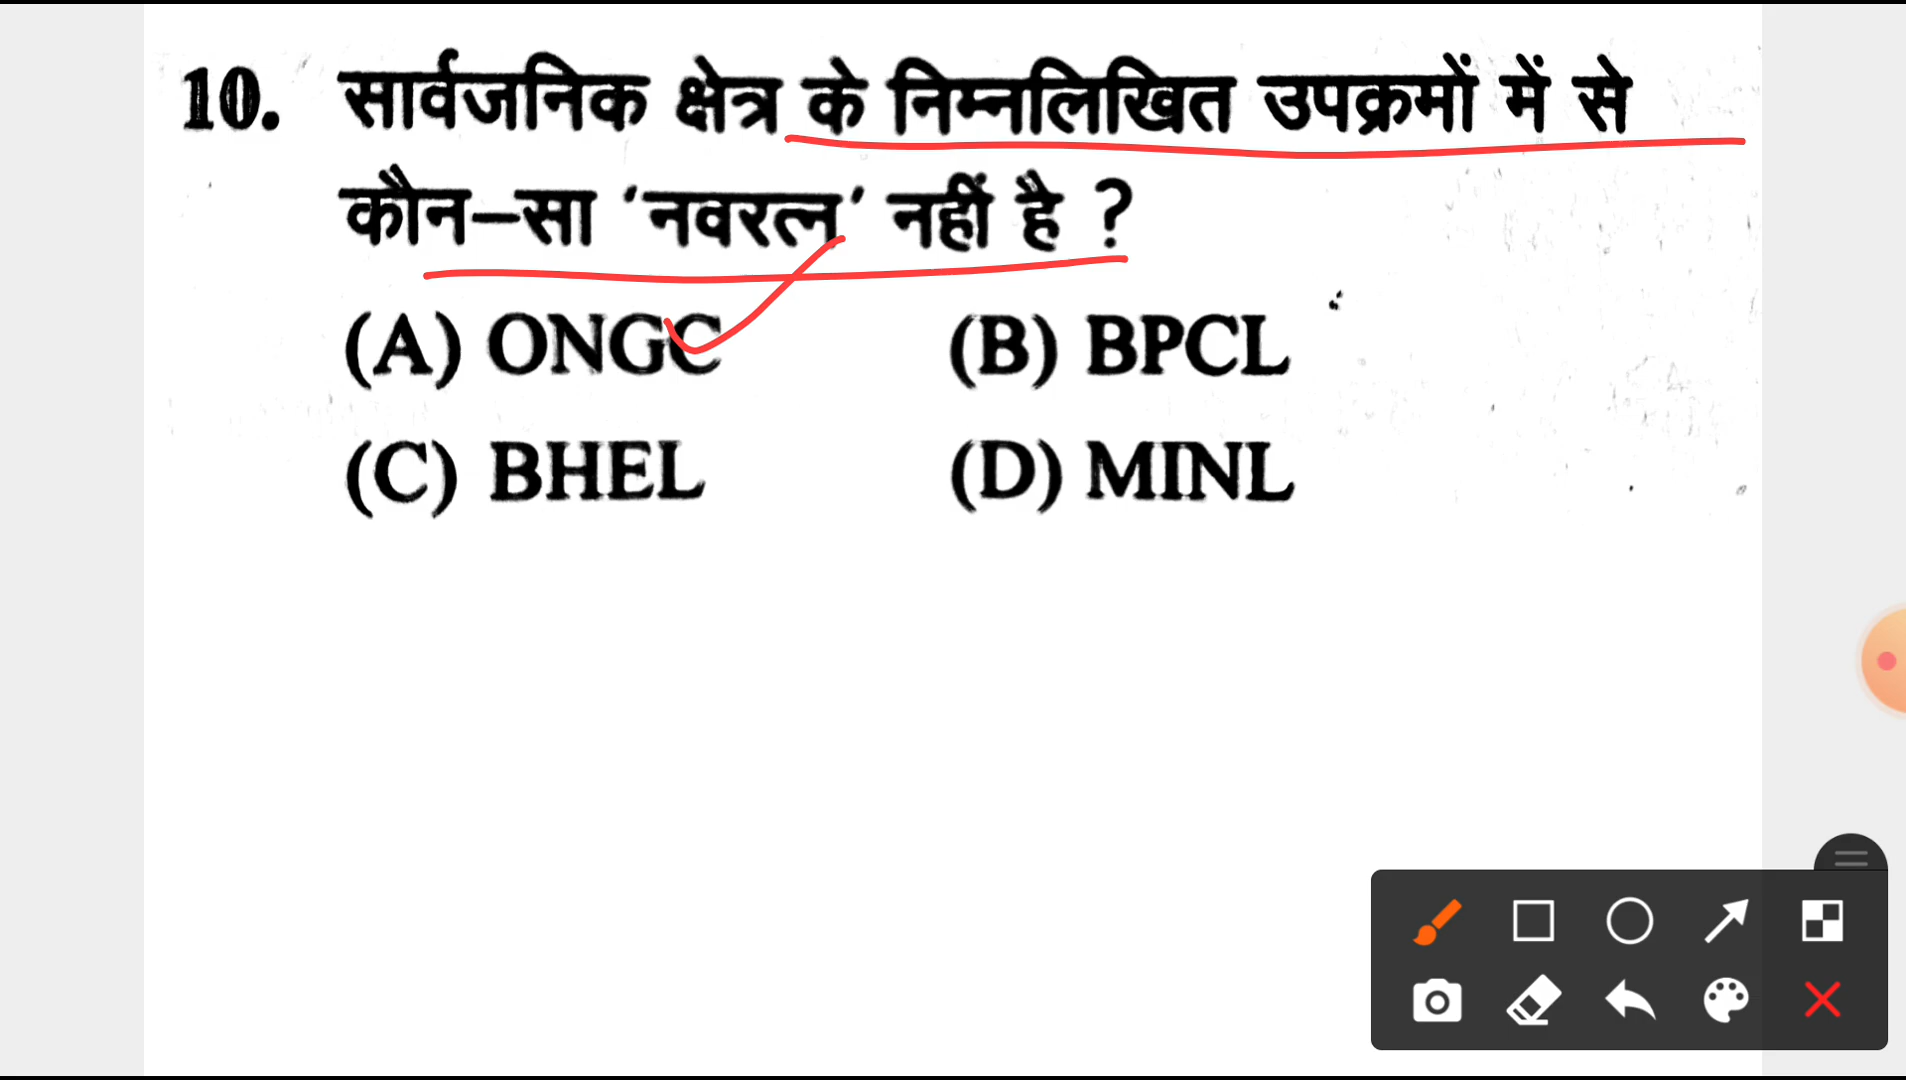 10. सार्वजनिक क्षेत्र के निम्नलिखित उपक्रमों में से
कौन-सा ‘नवरत्न’ नहीं है ?
(A) ONGC (B) BPCL
(C) BHEL (D) MINL